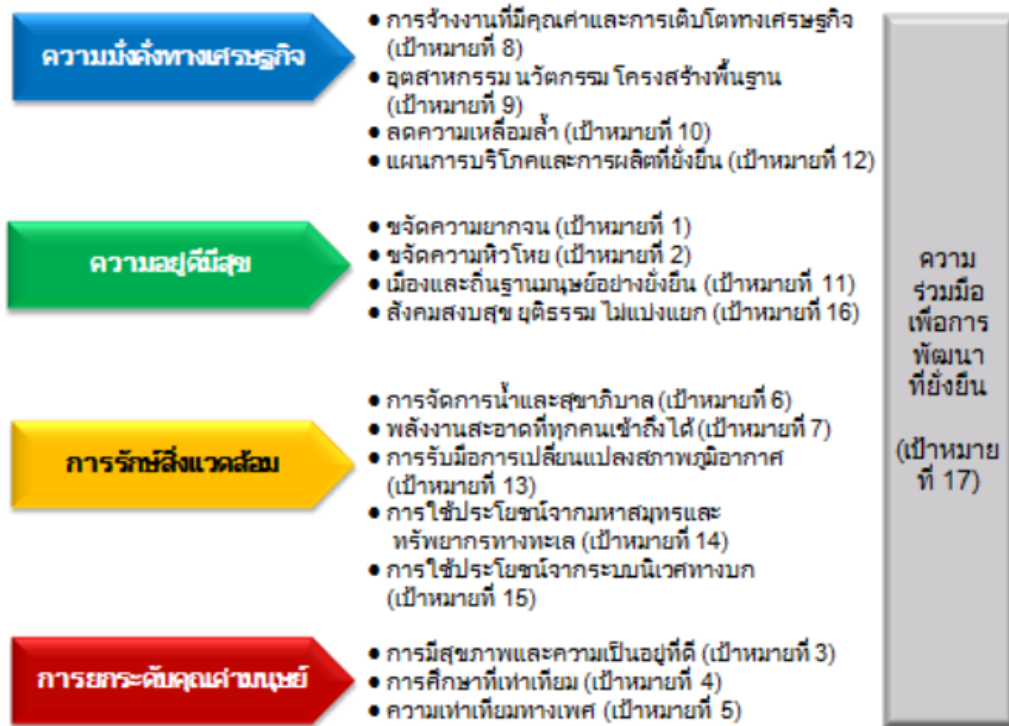 ความมั่งคั่งทางเศรษฐกิจ
● การจ้างงานที่มีคุณค่าและการเติบโตทางเศรษฐกิจ
(เป้าหมายที่ 8)
● อุตสาหกรรม นวัตกรรม โครงสร้างพื้นฐาน
(เป้าหมายที่ 9)
● ลดความเหลื่อมล้ำ (เป้าหมายที่ 10)
● แผนการบริโภคและการผลิตที่ยั่งยืน (เป้าหมายที่ 12)
ความอยู่ดีมีสุข
● ขจัดความยากจน (เป้าหมายที่ 1)
● ขจัดความหิวโหย (เป้าหมายที่ 2)
● เมืองและถิ่นฐานมนุษย์อย่างยั่งยืน (เป้าหมายที่ 11)
● สังคมสงบสุข ยุติธรรม ไม่แบ่งแยก (เป้าหมายที่ 16)
การรักษ์สิ่งแวดล้อม
● การจัดการน้ำและสุขาภิบาล (เป้าหมายที่ 6)
● พลังงานสะอาดที่ทุกคนเข้าถึงได้ (เป้าหมายที่ 7)
● การรับมือการเปลี่ยนแปลงสภาพภูมิอากาศ
(เป้าหมายที่ 13)
● การใช้ประโยชน์จากมหาสมุทรและ
ทรัพยากรทางทะเล (เป้าหมายที่ 14)
● การใช้ประโยชน์จากระบบนิเวศทางบก
(เป้าหมายที่ 15)
การยกระดับคุณค่ามนุษย์
● การมีสุขภาพและความเป็นอยู่ที่ดี (เป้าหมายที่ 3)
● การศึกษาที่เท่าเทียม (เป้าหมายที่ 4)
● ความเท่าเทียมทางเพศ (เป้าหมายที่ 5)
ความ
ร่วมมือ
เพื่อการ
พัฒนา
ที่ยั่งยืน
(เป้าหมาย
ที่ 17)